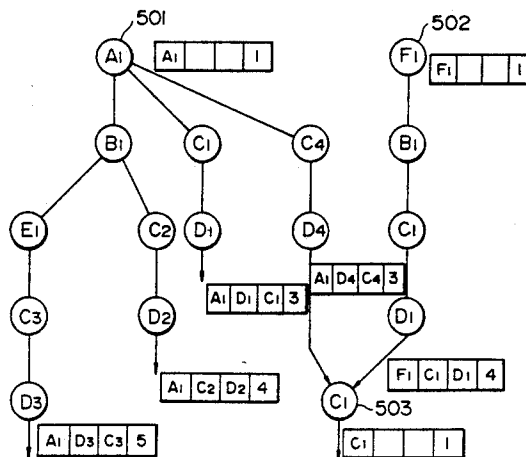 501
502
A1
A1 1
F1
F1 1
B1
C1
C4
B1
E1
C2
D1
D4
C1
A1 D1 C1 3
A1 D4 C4 3
C3
D2
D1
A1 C2 D2 4
F1 C1 D1 4
D3
C1
503
A1 D3 C3 5
C1 1